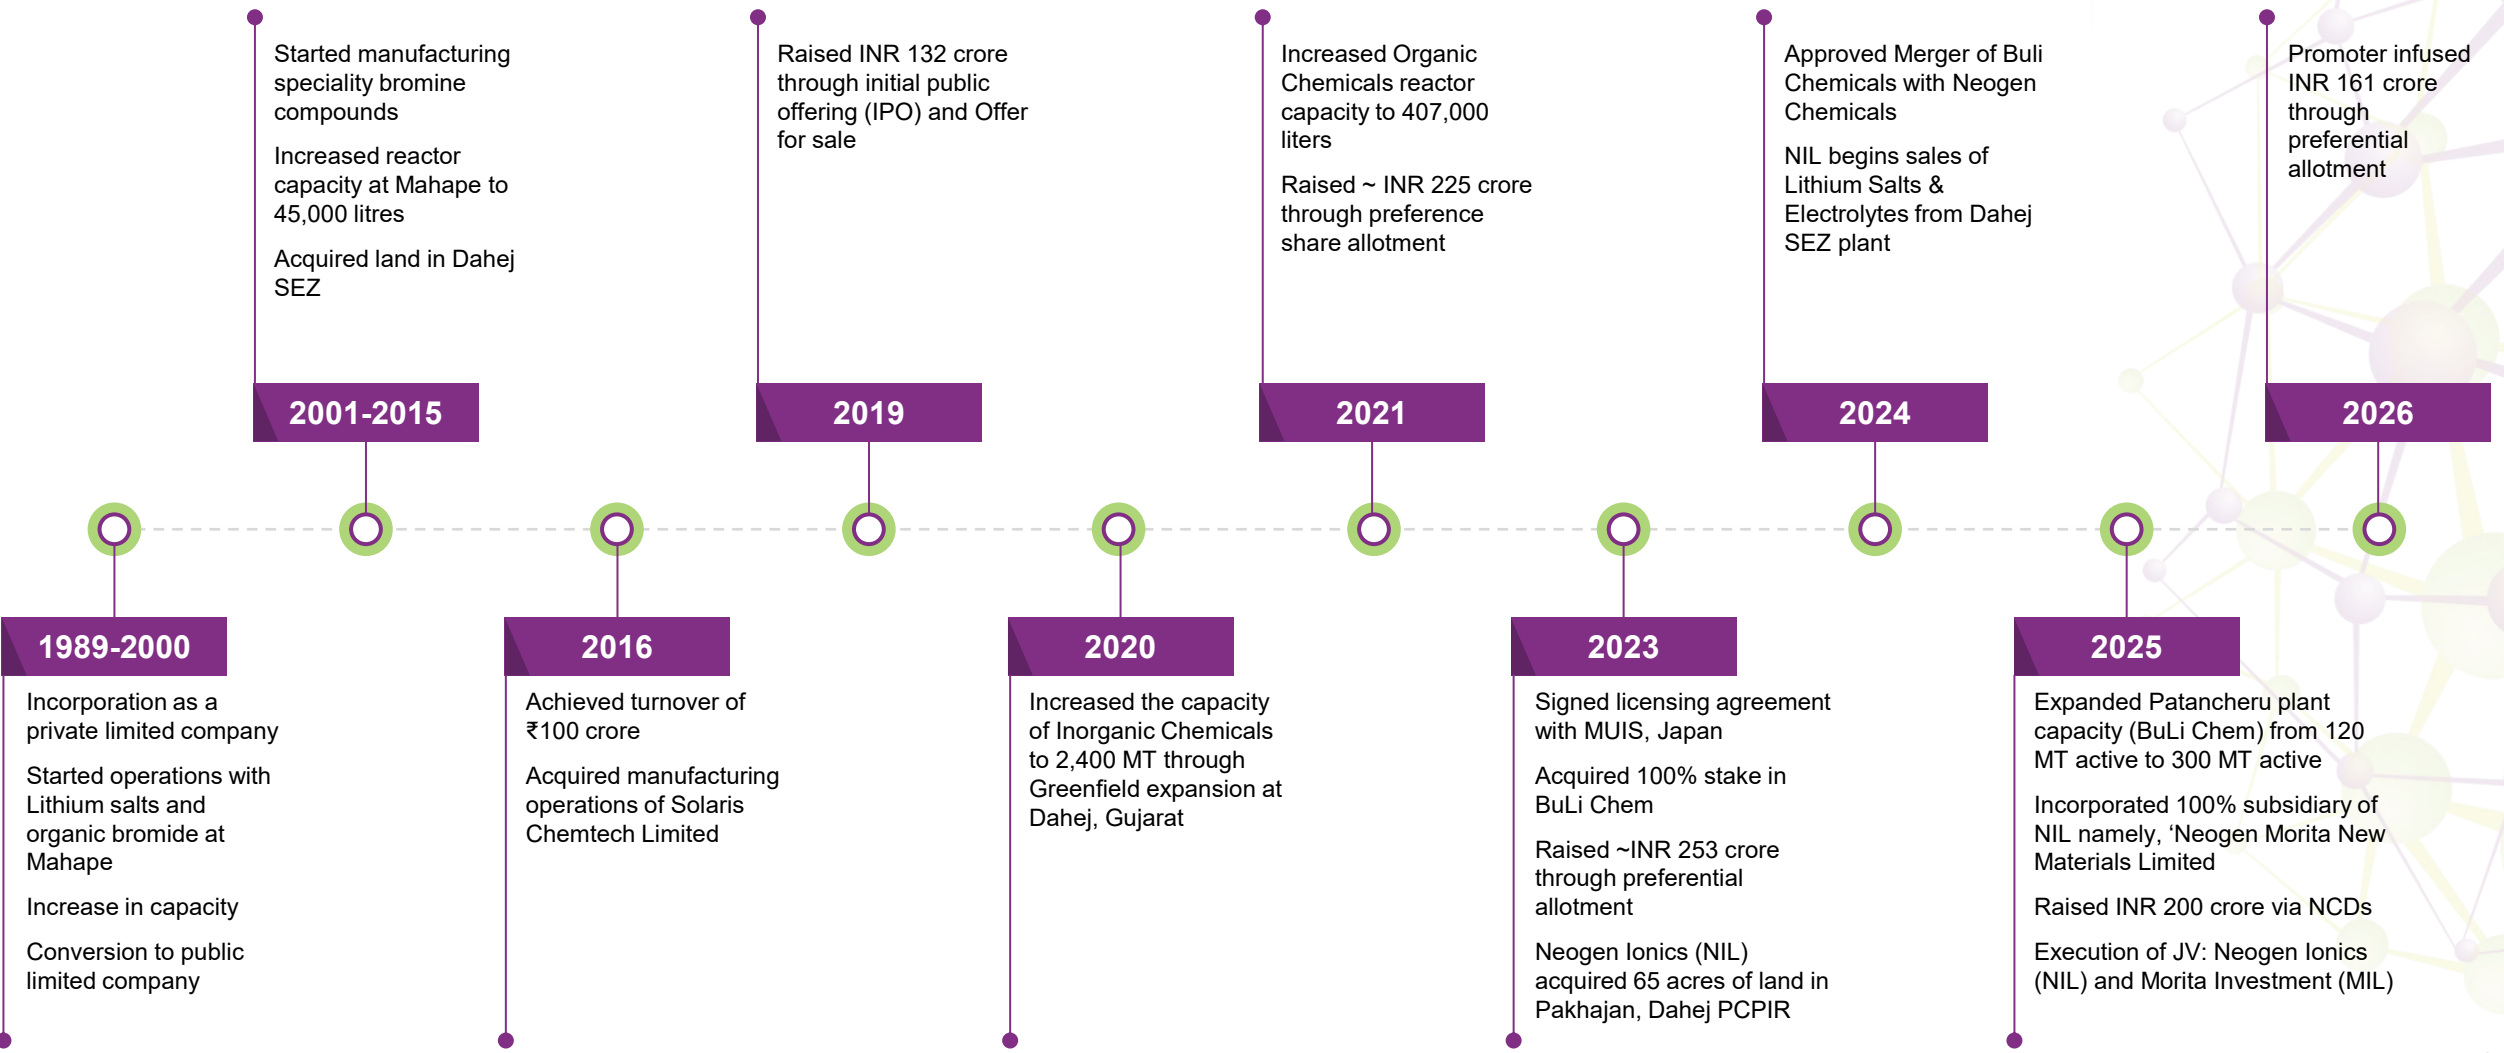 Started manufacturing
speciality bromine
compounds
Increased reactor
capacity at Mahape to
45,000 litres
Acquired land in Dahej
SEZ
2001-2015
Raised INR 132 crore
through initial public
offering (IPO) and Offer
for sale
2019
Increased Organic
Chemicals reactor
capacity to 407,000
liters
Raised ~ INR 225 crore
through preference
share allotment
2021
Approved Merger of Buli
Chemicals with Neogen
Chemicals
NIL begins sales of
Lithium Salts &
Electrolytes from Dahej
SEZ plant
2024
Promoter infused
INR 161 crore
through
preferential
allotment
2026
1989-2000
Incorporation as a
private limited company
Started operations with
Lithium salts and
organic bromide at
Mahape
Increase in capacity
Conversion to public
limited company
2016
Achieved turnover of
₹100 crore
Acquired manufacturing
operations of Solaris
Chemtech Limited
2020
Increased the capacity
of Inorganic Chemicals
to 2,400 MT through
Greenfield expansion at
Dahej, Gujarat
2023
Signed licensing agreement
with MUIS, Japan
Acquired 100% stake in
BuLi Chem
Raised ~INR 253 crore
through preferential
allotment
Neogen Ionics (NIL)
acquired 65 acres of land in
Pakhajan, Dahej PCPIR
2025
Expanded Patancheru plant
capacity (BuLi Chem) from 120
MT active to 300 MT active
Incorporated 100% subsidiary of
NIL namely, ‘Neogen Morita New
Materials Limited
Raised INR 200 crore via NCDs
Execution of JV: Neogen Ionics
(NIL) and Morita Investment (MIL)